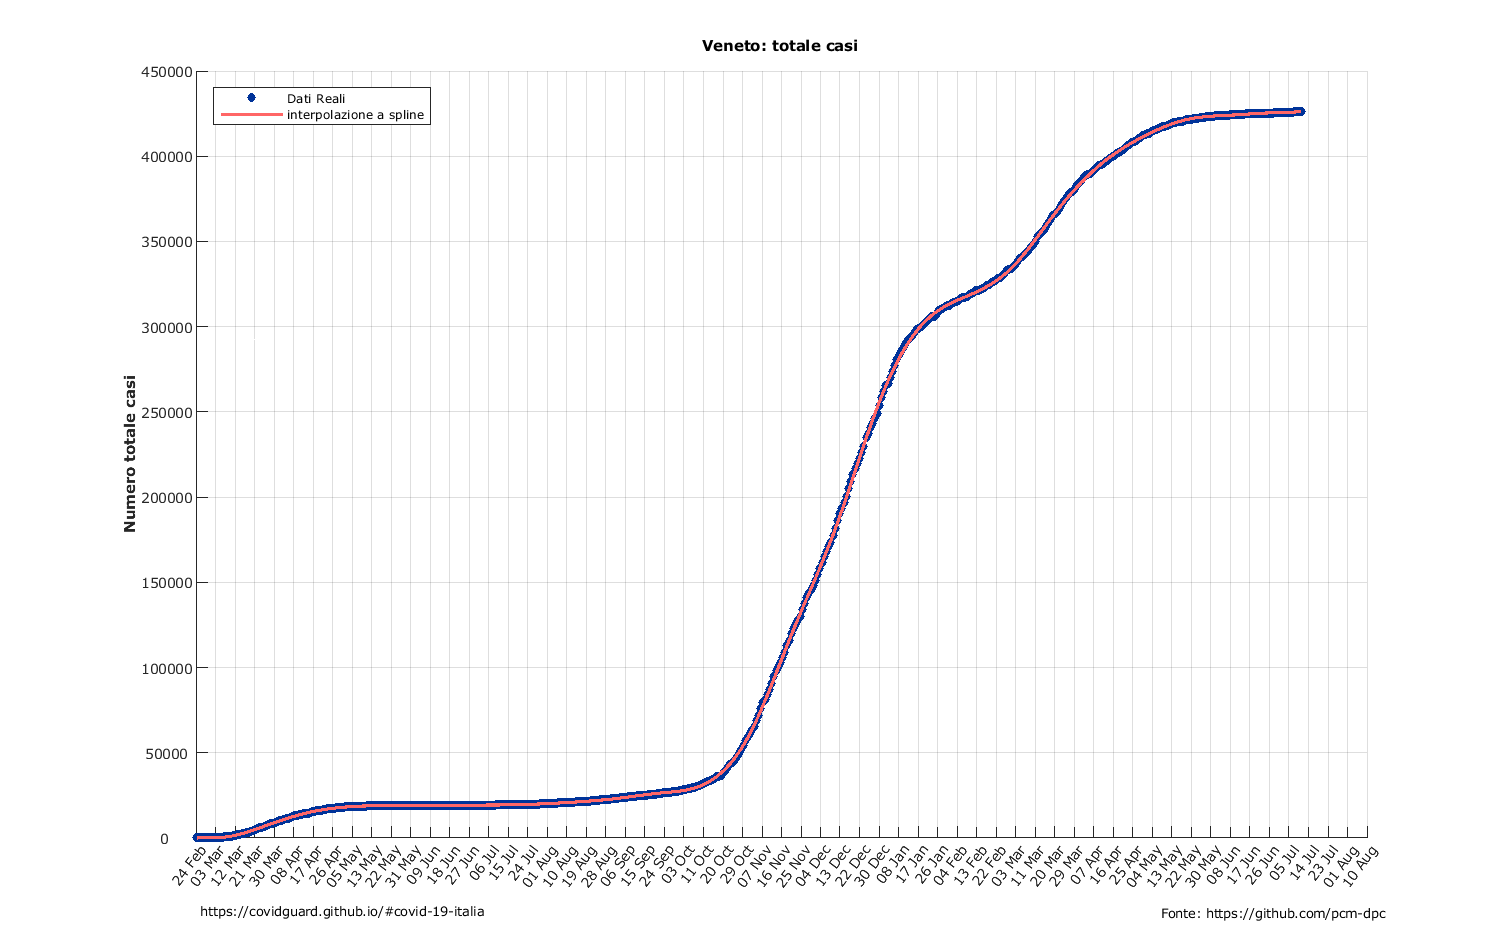 Veneto: totale casi
450000
400000
350000
300000
250000
200000
150000
100000
50000
0
Numero totale casi
Dati Reali
interpolazione a spline
24 Feb
03 Mar
12 Mar
21 Mar
30 Mar
08 Apr
17 Apr
26 Apr
05 May
13 May
22 May
31 May
09 Jun
18 Jun
27 Jun
06 Jul
15 Jul
24 Jul
01 Aug
10 Aug
19 Aug
28 Aug
06 Sep
15 Sep
24 Sep
03 Oct
11 Oct
20 Oct
29 Oct
07 Nov
16 Nov
25 Nov
04 Dec
13 Dec
22 Dec
30 Dec
08 Jan
17 Jan
26 Jan
04 Feb
13 Feb
22 Feb
03 Mar
11 Mar
20 Mar
29 Mar
07 Apr
16 Apr
25 Apr
04 May
13 May
22 May
30 May
08 Jun
17 Jun
26 Jun
05 Jul
14 Jul
23 Jul
01 Aug
10 Aug
https://covidguard.github.io/#covid-19-italia
Fonte: https://github.com/pcm-dpc